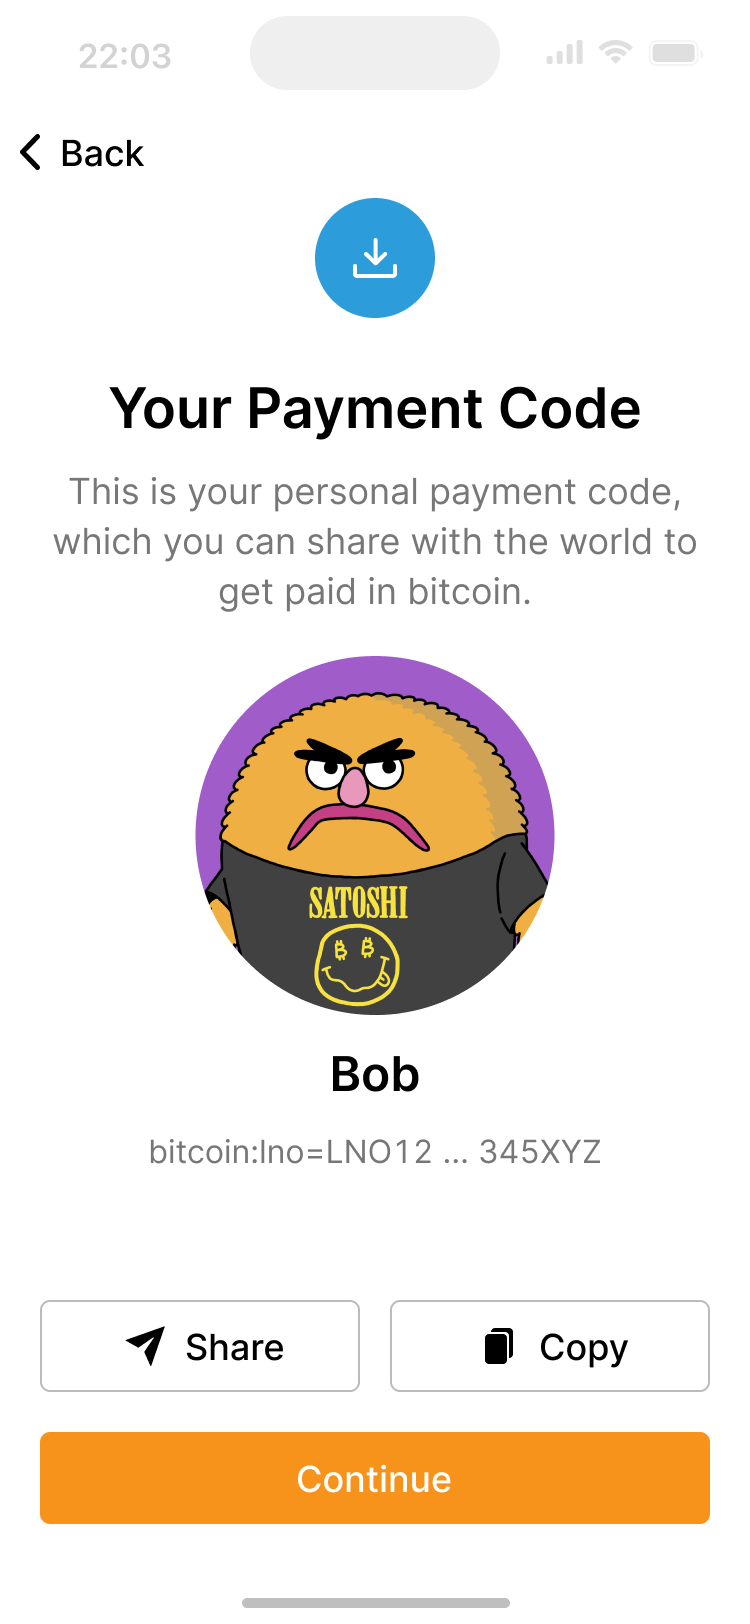 22:03
Back
Your Payment Code
This is your personal payment code,
which you can share with the world to
get paid in bitcoin.
SATOSHI
Bob
bitcoin:lno=LNO12 ... 345XYZ
Share
Copy
Continue